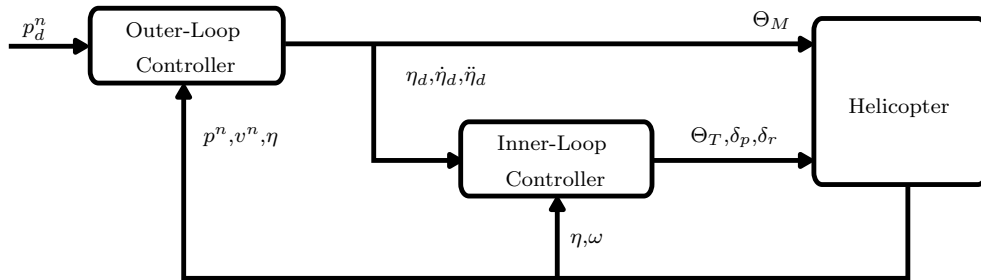 p_d^n
Outer-Loop
Controller
Θ_M
η_d,η̇_d,η̈_d
Helicopter
p^n,v^n,η
Inner-Loop
Controller
Θ_T,δ_p,δ_r
η,ω